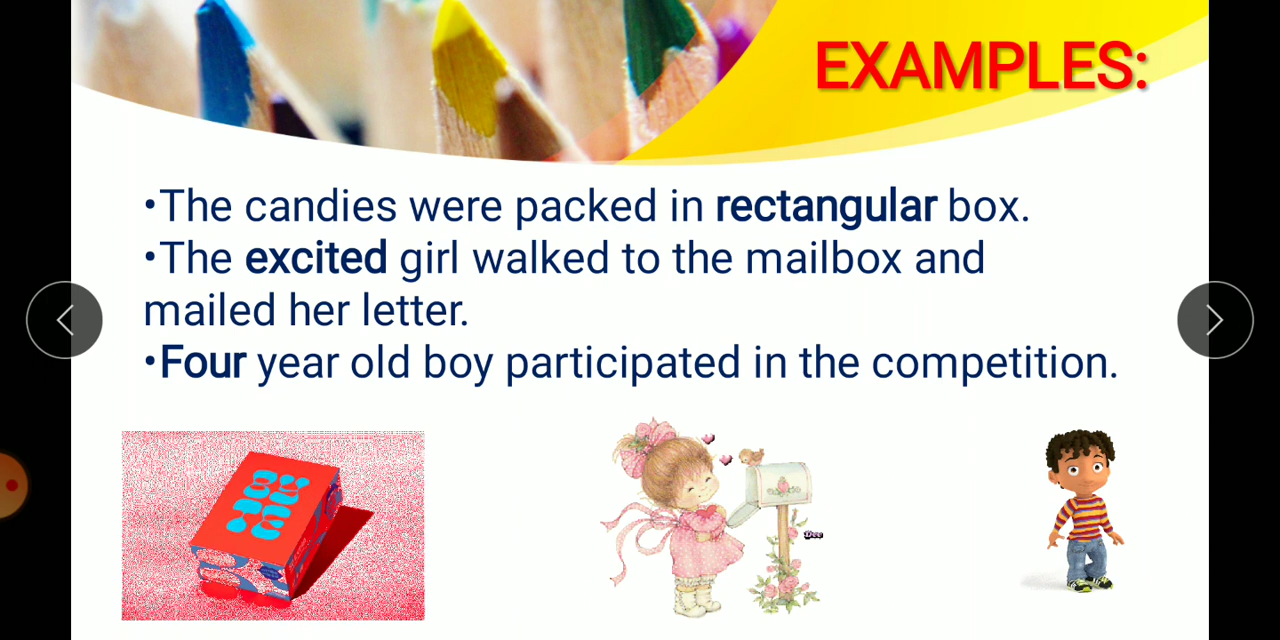 EXAMPLES:
•The candies were packed in rectangular box.
•The excited girl walked to the mailbox and
mailed her letter.
•Four year old boy participated in the competition.
Dee